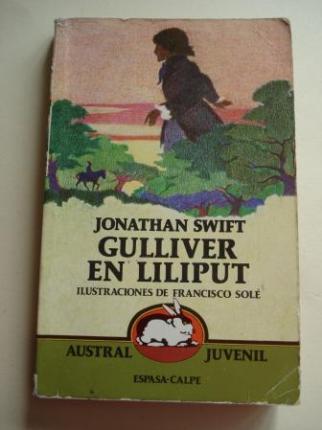 JONATHAN SWIFT
GULLIVER
EN LILIPUT
ILUSTRACIONES DE FRANCISCO SOLÉ
AUSTRAL JUVENIL
ESPASA-CALPE